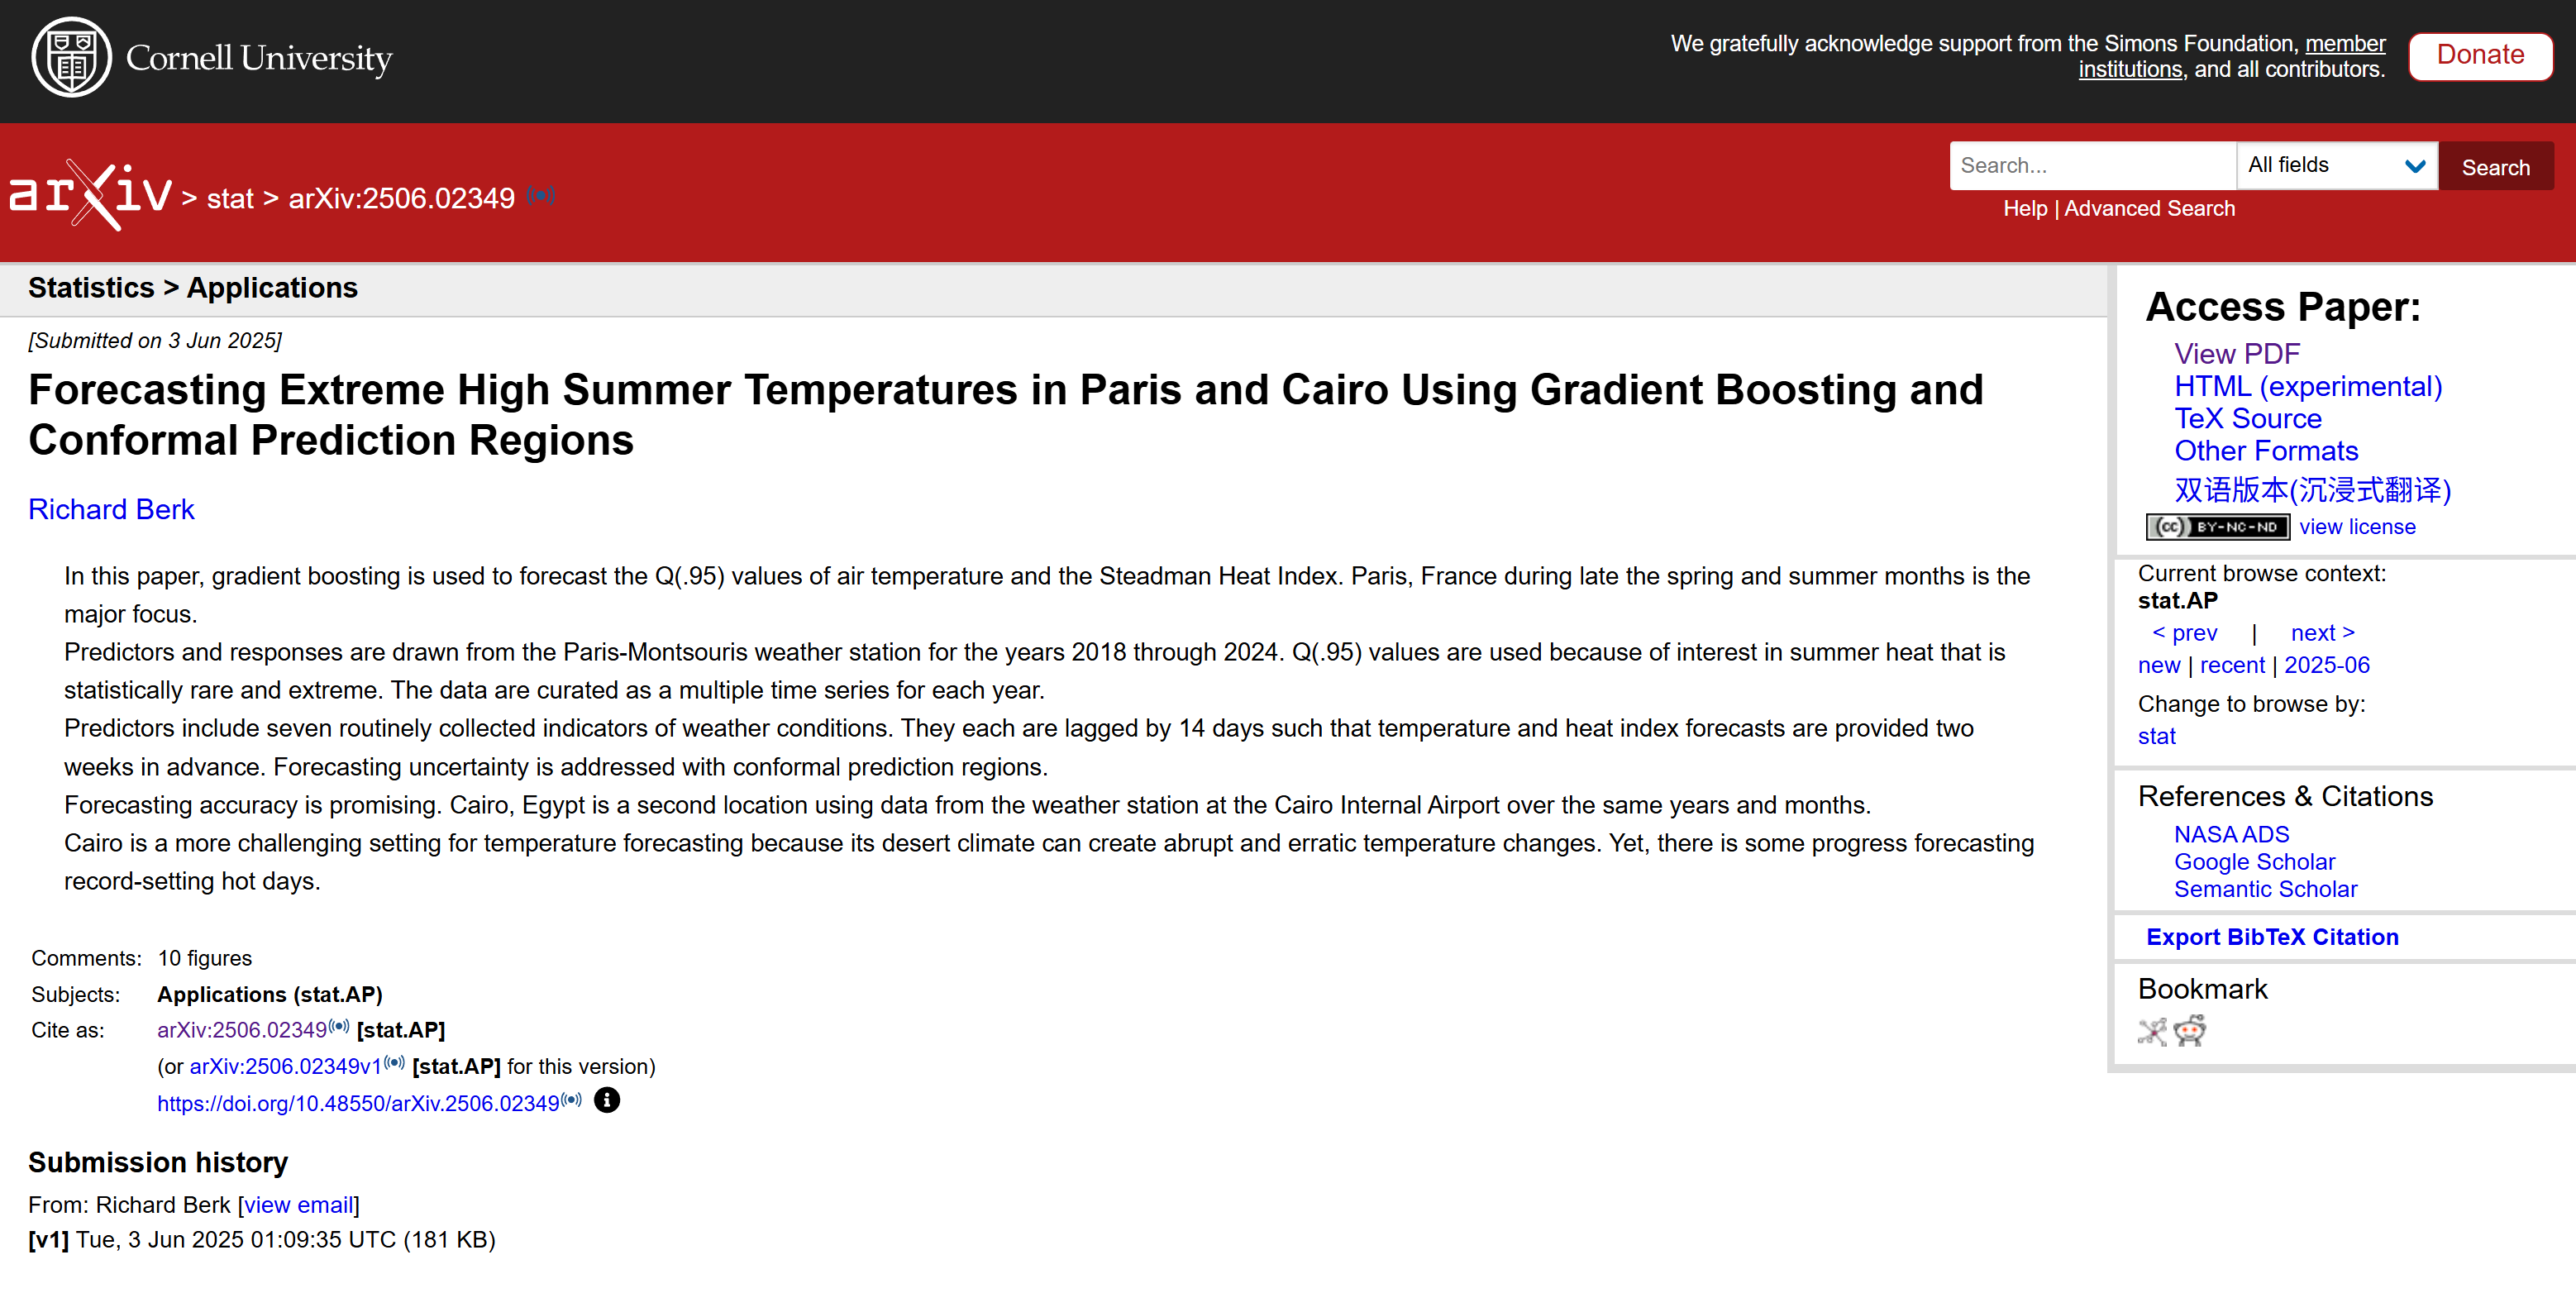 Cornell University
We gratefully acknowledge support from the Simons Foundation, member
institutions, and all contributors.
Donate
arXiv > stat > arXiv:2506.02349
Search...
All fields
Search
Help | Advanced Search
Statistics > Applications
[Submitted on 3 Jun 2025]
Forecasting Extreme High Summer Temperatures in Paris and Cairo Using Gradient Boosting and
Conformal Prediction Regions
Richard Berk
In this paper, gradient boosting is used to forecast the Q(.95) values of air temperature and the Steadman Heat Index. Paris, France during late the spring and summer months is the
major focus.
Predictors and responses are drawn from the Paris-Montsouris weather station for the years 2018 through 2024. Q(.95) values are used because of interest in summer heat that is
statistically rare and extreme. The data are curated as a multiple time series for each year.
Predictors include seven routinely collected indicators of weather conditions. They each are lagged by 14 days such that temperature and heat index forecasts are provided two
weeks in advance. Forecasting uncertainty is addressed with conformal prediction regions.
Forecasting accuracy is promising. Cairo, Egypt is a second location using data from the weather station at the Cairo Internal Airport over the same years and months.
Cairo is a more challenging setting for temperature forecasting because its desert climate can create abrupt and erratic temperature changes. Yet, there is some progress forecasting
record-setting hot days.
Comments: 10 figures
Subjects: Applications (stat.AP)
Cite as: arXiv:2506.02349 [stat.AP]
(or arXiv:2506.02349v1 [stat.AP] for this version)
https://doi.org/10.48550/arXiv.2506.02349
Submission history
From: Richard Berk [view email]
[v1] Tue, 3 Jun 2025 01:09:35 UTC (181 KB)
Access Paper:
View PDF
HTML (experimental)
TeX Source
Other Formats
双语版本(沉浸式翻译)
(cc) BY-NC-ND view license
Current browse context:
stat.AP
< prev | next >
new | recent | 2025-06
Change to browse by:
stat
References & Citations
NASA ADS
Google Scholar
Semantic Scholar
Export BibTeX Citation
Bookmark